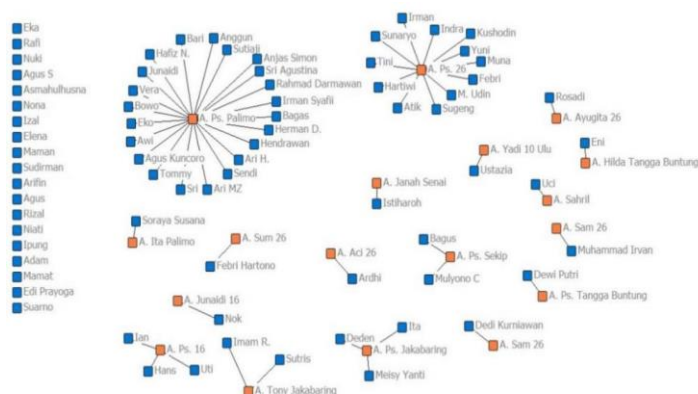 Eka
Rafi
Nuki
Agus S
Asmahulhusna
Nona
Izal
Elena
Maman
Sudirman
Arifin
Agus
Rizal
Niati
Ipung
Adam
Mamat
Edi Prayoga
Suarno
Bari
Anggun
Hafiz N.
Sutiaji
Anjas Simon
Junaidi
Sri Agustina
Vera
Rahmad Darmawan
Bowo
Irman Syafii
Eko
A. Ps. Palimo
Bagas
Herman D.
Awi
Hendrawan
Agus Kuncoro
Ari H.
Tommy
Sendi
Sri
Ari MZ
Irman
Sunaryo
Indra
Kushodin
Yuni
Tini
A. Ps. 26
Muna
Febri
Hartiwi
M. Udin
Atik
Sugeng
Rosadi
A. Ayugita 26
A. Yadi 10 Ulu
Ustazia
Eni
A. Hilda Tangga Buntung
A. Janah Senai
Istiharoh
Uci
A. Sahril
Soraya Susana
A. Ita Palimo
A. Sum 26
Febri Hartono
A. Aci 26
Ardhi
Bagus
A. Ps. Sekip
Mulyono C
A. Sam 26
Muhammad Irvan
Dewi Putri
A. Ps. Tangga Buntung
A. Junaidi 16
Nok
Ian
A. Ps. 16
Hans
Uti
Imam R.
Sutris
A. Tony Jakabaring
Deden
Ita
A. Ps. Jakabaring
Meisy Yanti
Dedi Kurniawan
A. Sam 26